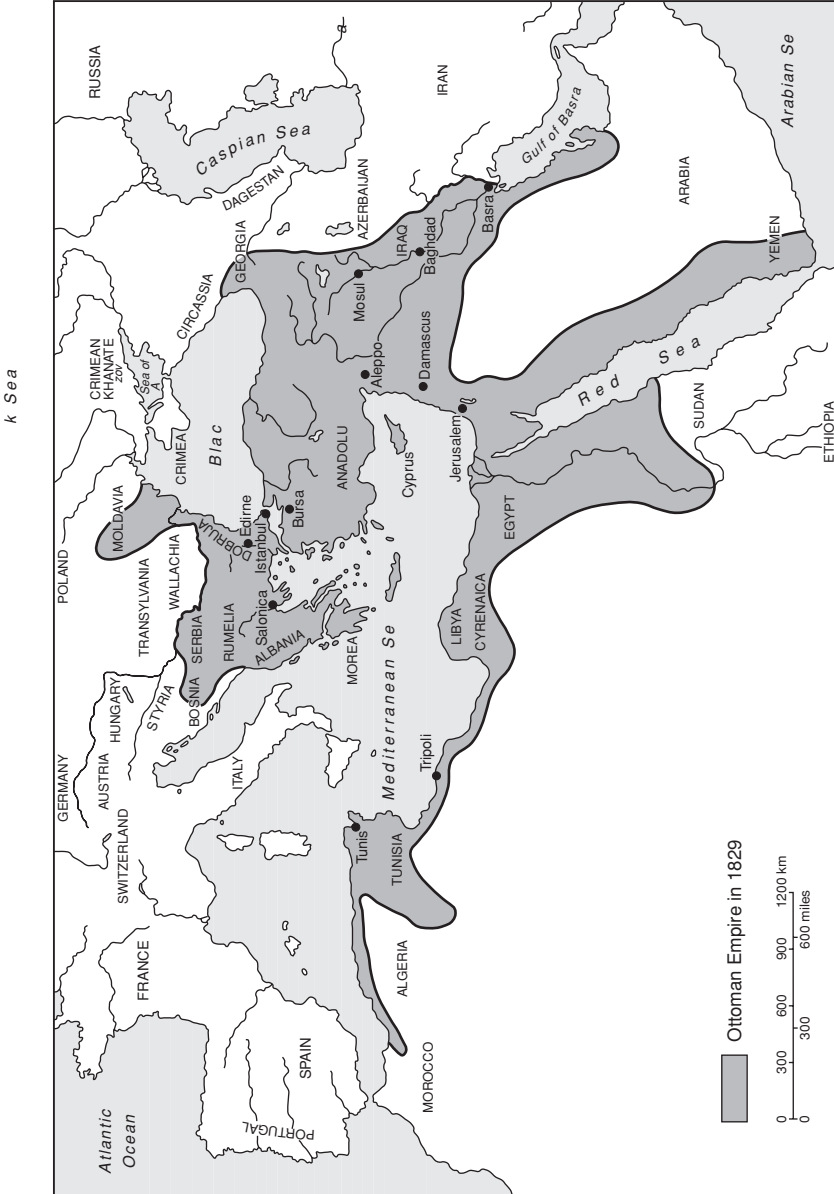 k Sea
RUSSIA
Caspian Sea
a
IRAN
DAGESTAN
AZERBAIJAN
GEORGIA
CIRCASSIA
CRIMEAN
KHANATE
zov
Sea of
A
CRIMEA
Blac
MOLDAVIA
POLAND
TRANSYLVANIA
WALLACHIA
DOBRUJA
Edirne
Istanbul
Bursa
ANADOLU
SERBIA
RUMELIA
Salonica
ALBANIA
BOSNIA
MOREA
HUNGARY
STYRIA
AUSTRIA
GERMANY
SWITZERLAND
ITALY
FRANCE
SPAIN
PORTUGAL
Atlantic
Ocean
MOROCCO
ALGERIA
Tunis
TUNISIA
Tripoli
Mediterranean Se
LIBYA
CYRENAICA
EGYPT
Cyprus
Jerusalem
Damascus
Aleppo
Mosul
IRAQ
Baghdad
Basra
Gulf of Basra
ARABIA
Arabian Se
YEMEN
Red Sea
SUDAN
ETHIOPIA
Ottoman Empire in 1829
0 300 600 900 1200 km
0 300 600 miles